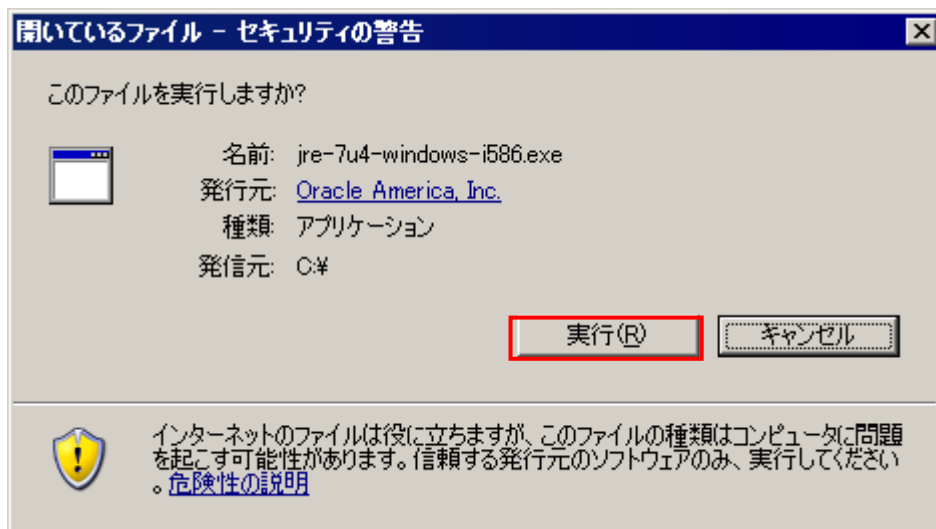 開いているファイル - セキュリティの警告
このファイルを実行しますか?
名前: jre-7u4-windows-i586.exe
発行元: Oracle America, Inc.
種類: アプリケーション
発信元: C:¥
実行(R) キャンセル
インターネットのファイルは役に立ちますが、このファイルの種類はコンピュータに問題
を起こす可能性があります。信頼する発行元のソフトウェアのみ、実行してください
。危険性の説明